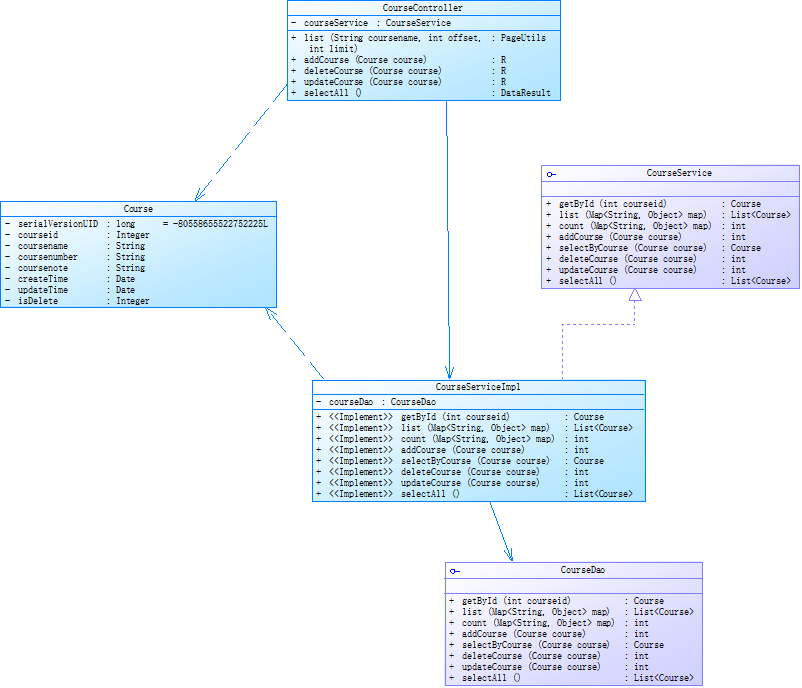 CourseController
- courseService : CourseService
+ list (String coursename, int offset, : PageUtils
int limit)
+ addCourse (Course course) : R
+ deleteCourse (Course course) : R
+ updateCourse (Course course) : R
+ selectAll () : DataResult
CourseService
+ getById (int courseid) : Course
+ list (Map<String, Object> map) : List<Course>
+ count (Map<String, Object> map) : int
+ addCourse (Course course) : int
+ selectByCourse (Course course) : Course
+ deleteCourse (Course course) : int
+ updateCourse (Course course) : int
+ selectAll () : List<Course>
Course
- serialVersionUID : long = -80558655522752225L
- courseid : Integer
- coursename : String
- coursenumber : String
- coursenote : String
- createTime : Date
- updateTime : Date
- isDelete : Integer
CourseServiceImpl
- courseDao : CourseDao
+ <<Implement>> getById (int courseid) : Course
+ <<Implement>> list (Map<String, Object> map) : List<Course>
+ <<Implement>> count (Map<String, Object> map) : int
+ <<Implement>> addCourse (Course course) : int
+ <<Implement>> selectByCourse (Course course) : Course
+ <<Implement>> deleteCourse (Course course) : int
+ <<Implement>> updateCourse (Course course) : int
+ <<Implement>> selectAll () : List<Course>
CourseDao
+ getById (int courseid) : Course
+ list (Map<String, Object> map) : List<Course>
+ count (Map<String, Object> map) : int
+ addCourse (Course course) : int
+ selectByCourse (Course course) : Course
+ deleteCourse (Course course) : int
+ updateCourse (Course course) : int
+ selectAll () : List<Course>